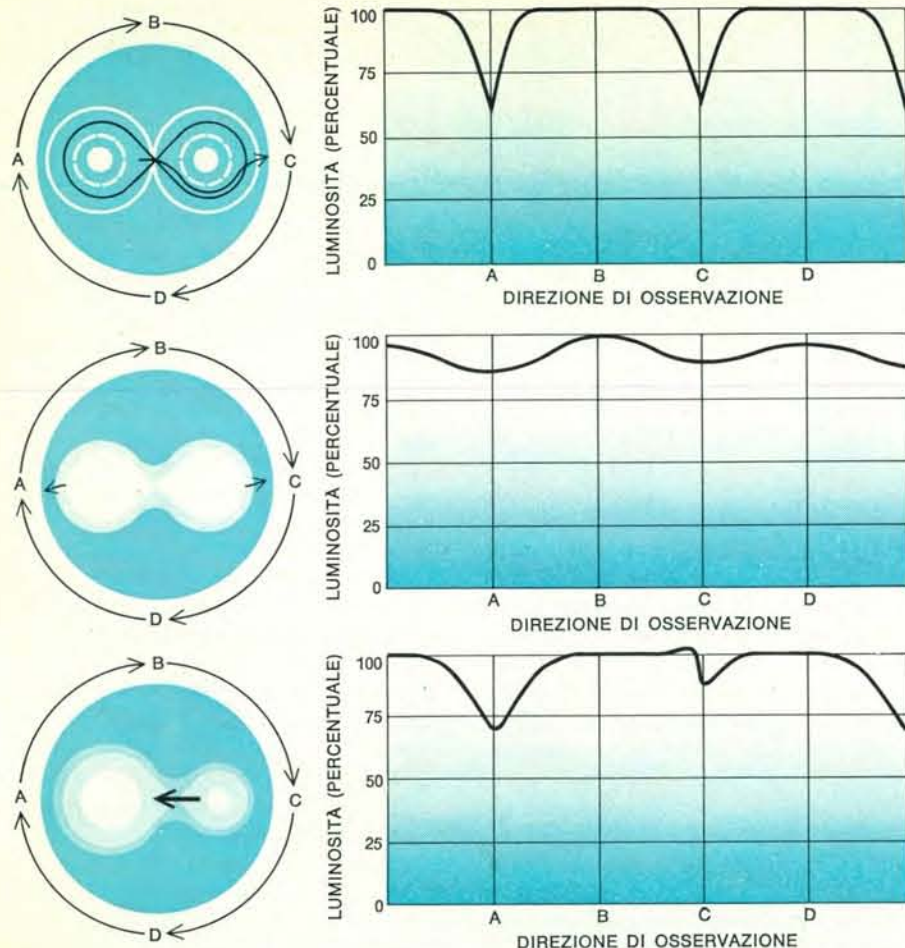 B
A
C
D
LUMINOSITÀ (PERCENTUALE)
100
75
50
25
0
A
B
C
D
DIREZIONE DI OSSERVAZIONE
B
A
C
D
LUMINOSITÀ (PERCENTUALE)
100
75
50
25
0
A
B
C
D
DIREZIONE DI OSSERVAZIONE
B
A
C
D
LUMINOSITÀ (PERCENTUALE)
100
75
50
25
0
A
B
C
D
DIREZIONE DI OSSERVAZIONE